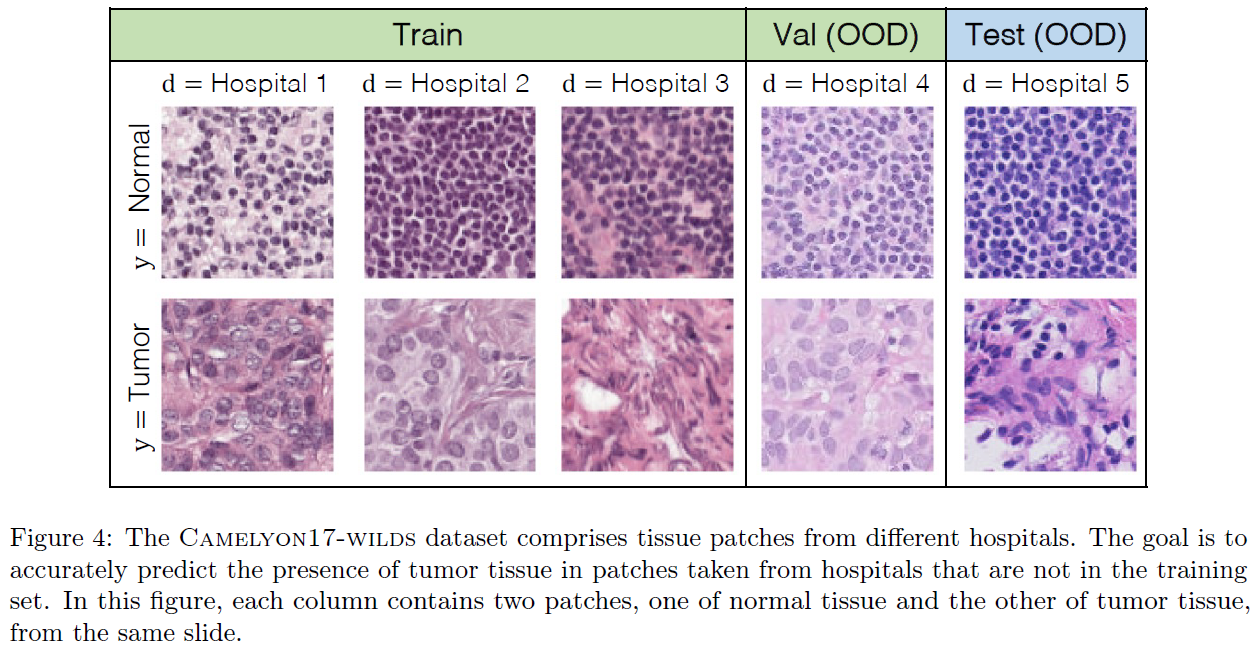 Train
Val (OOD)
Test (OOD)
d = Hospital 1
d = Hospital 2
d = Hospital 3
d = Hospital 4
d = Hospital 5
y = Normal
y = Tumor
Figure 4: The Camelyon17-wilds dataset comprises tissue patches from different hospitals. The goal is to
accurately predict the presence of tumor tissue in patches taken from hospitals that are not in the training
set. In this figure, each column contains two patches, one of normal tissue and the other of tumor tissue,
from the same slide.